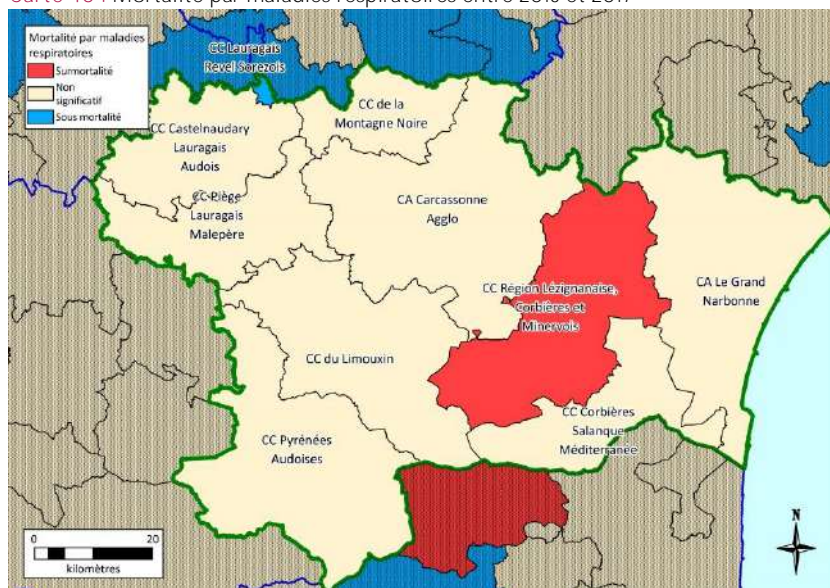 Carte 16 : Mortalité par maladies respiratoires entre 2013 et 2017
Mortalité par maladies
respiratoires
Surmortalité
Non
significatif
Sous mortalité
CC Lauragais
Revel Sorezois
CC de la
Montagne Noire
CC Castelnaudary
Lauragais
Audois
CC Piège
Lauragais
Malepère
CA Carcassonne
Agglo
CC Région Lézignanaise,
Corbières et
Minervois
CA Le Grand
Narbonne
CC du Limouxin
CC Corbières
Salanque
Méditerranée
CC Pyrénées
Audoises
0 20
kilomètres
N